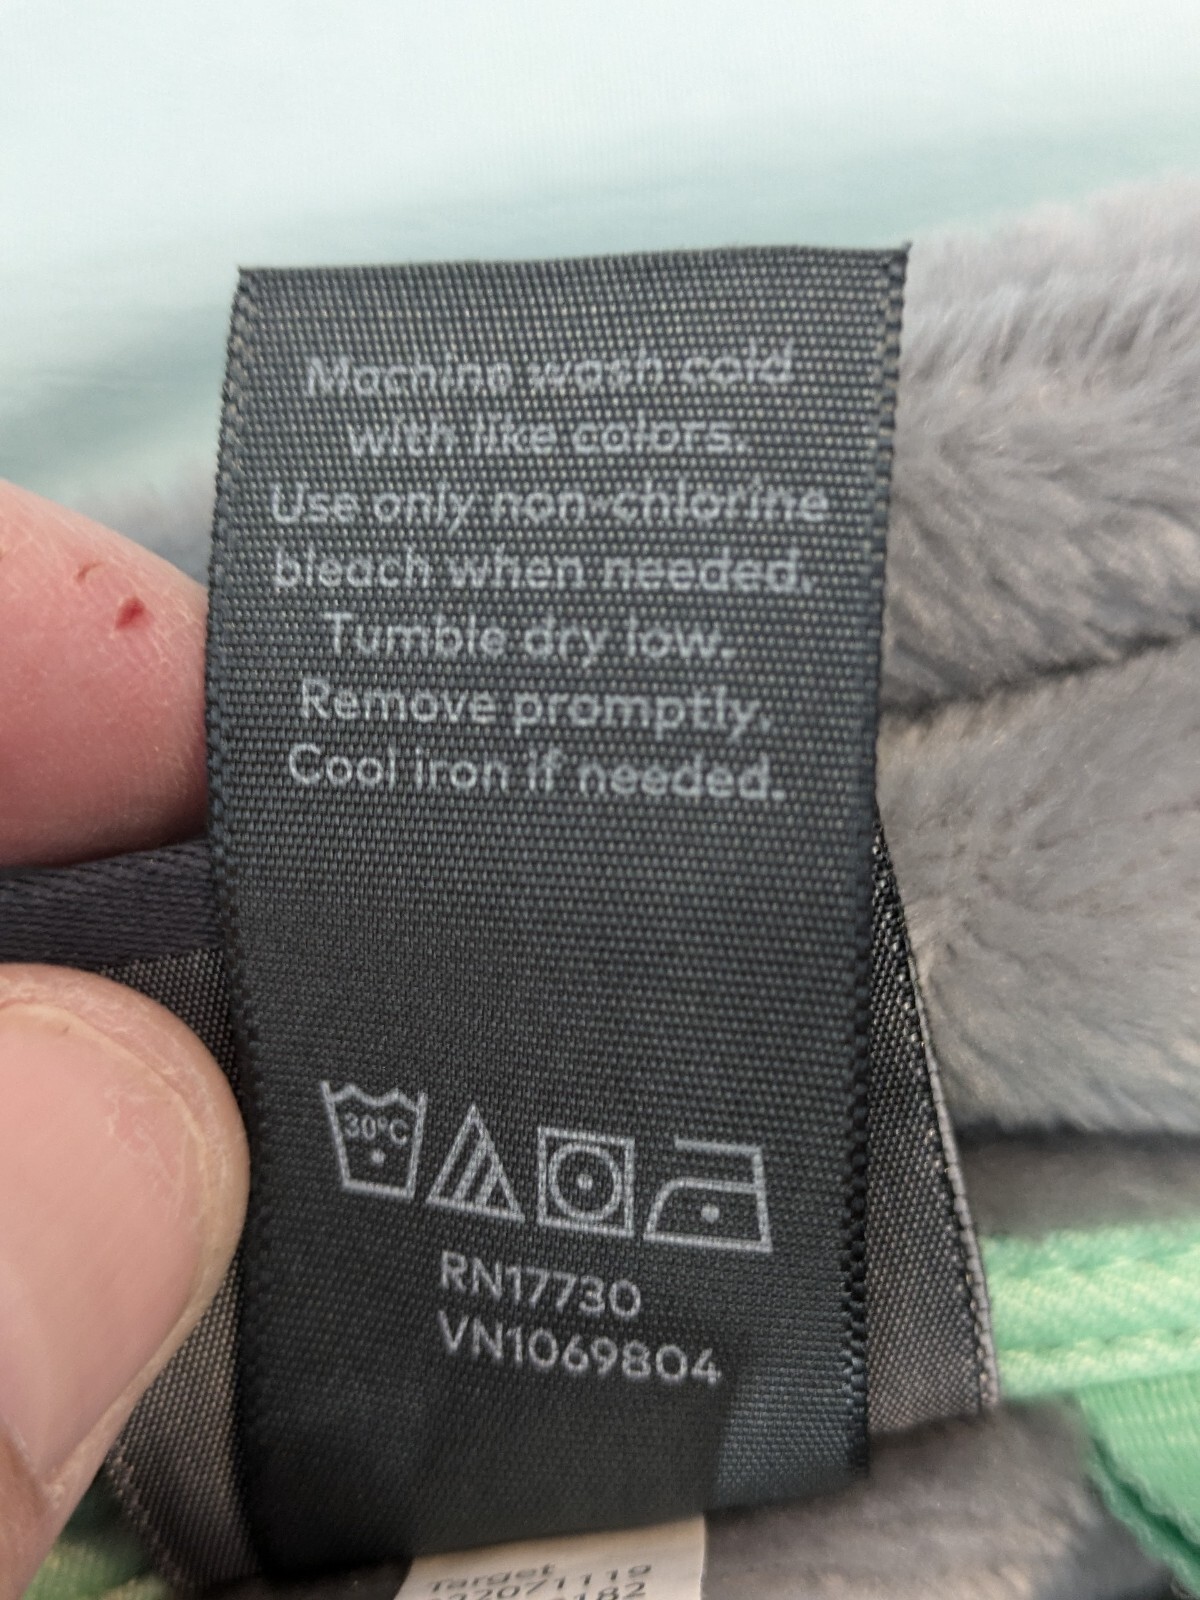 Machine wash cold
with like colors.
Use only non-chlorine
bleach when needed.
Tumble dry low.
Remove promptly.
Cool iron if needed.
30°C
RN17730
VN1069804
Target